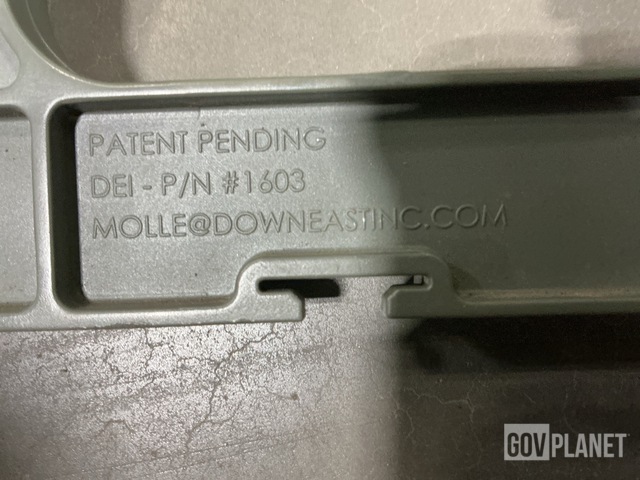 PATENT PENDING
DEI - P/N #1603
MOLLE@DOWNEASTINC.COM
GOVPLANET